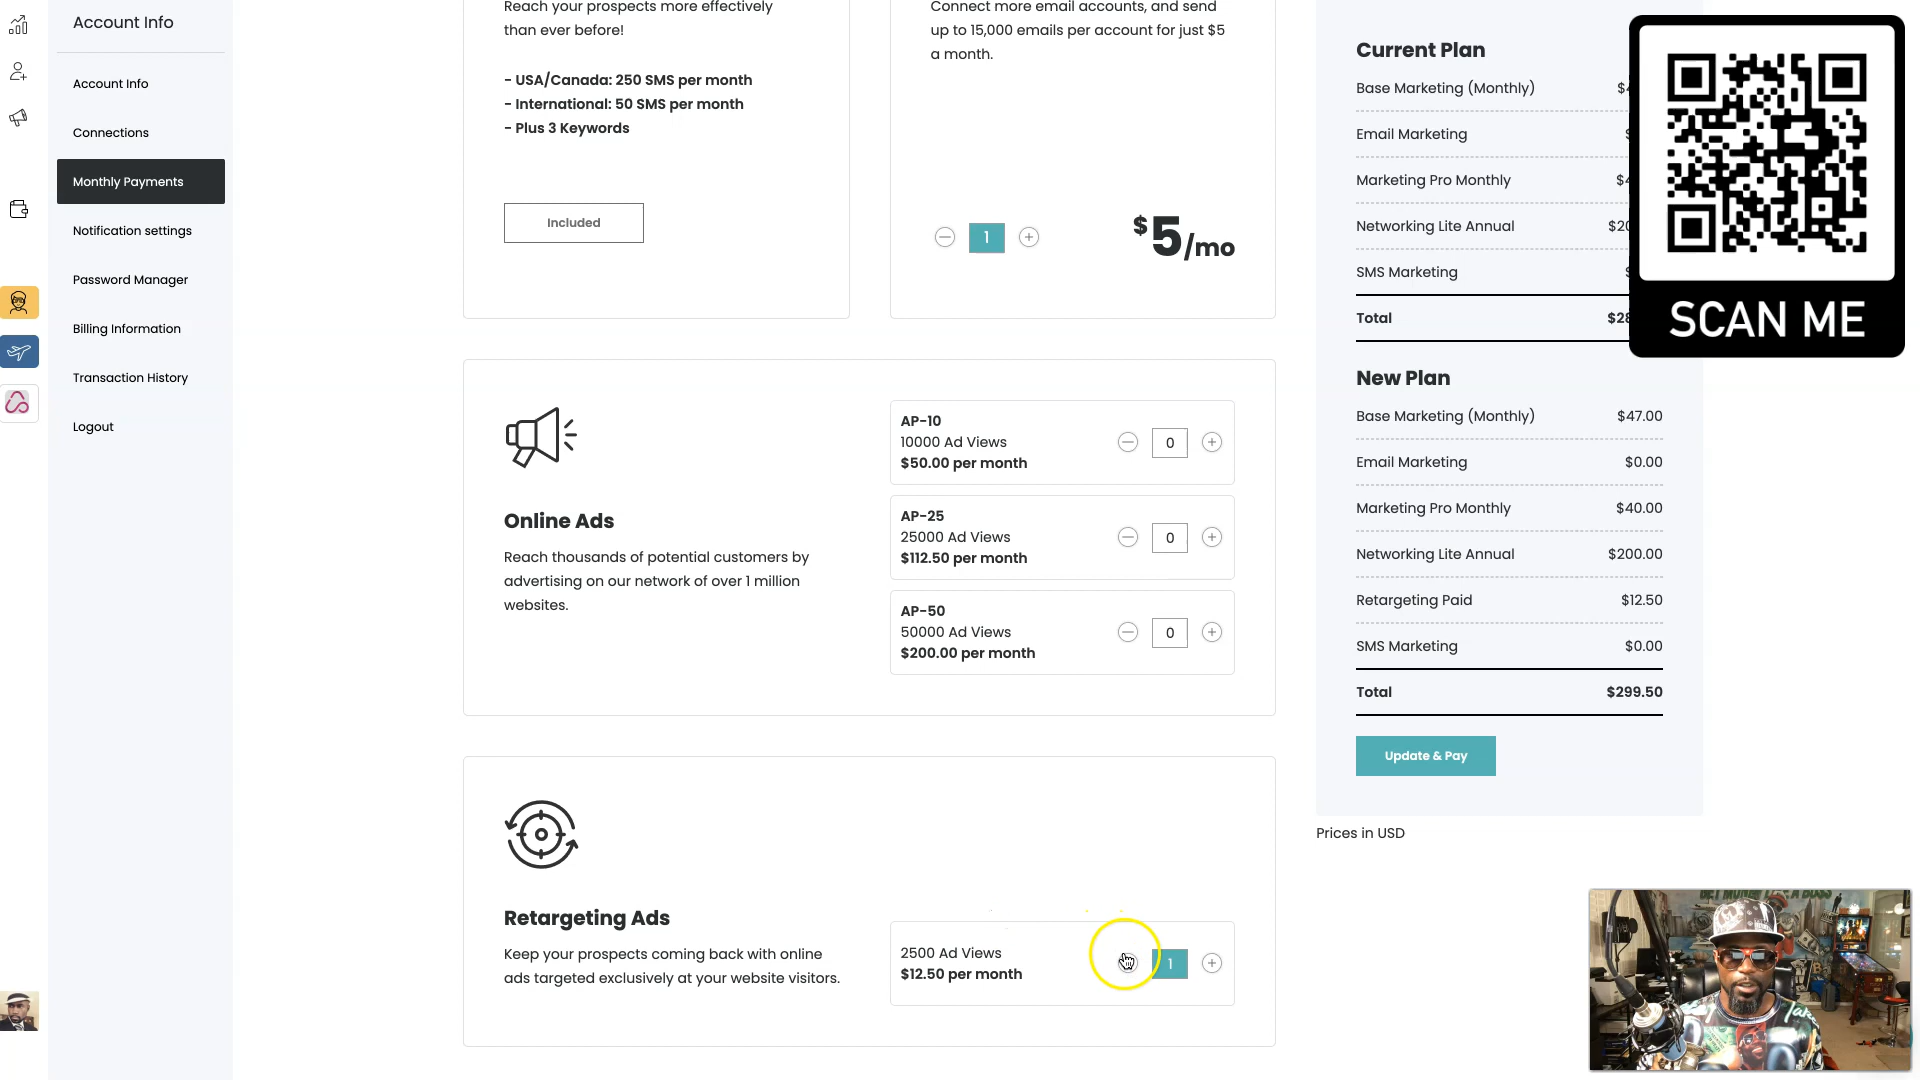 Account Info
Account Info
Connections
Monthly Payments
Notification settings
Password Manager
Billing Information
Transaction History
Logout
Reach your prospects more effectively
than ever before!
- USA/Canada: 250 SMS per month
- International: 50 SMS per month
- Plus 3 Keywords
Included
Connect more email accounts, and send
up to 15,000 emails per account for just $5
a month.
1
$5/mo
Online Ads
Reach thousands of potential customers by
advertising on our network of over 1 million
websites.
AP-10
10000 Ad Views
$50.00 per month
0
AP-25
25000 Ad Views
$112.50 per month
0
AP-50
50000 Ad Views
$200.00 per month
0
Retargeting Ads
Keep your prospects coming back with online
ads targeted exclusively at your website visitors.
2500 Ad Views
$12.50 per month
1
Current Plan
Base Marketing (Monthly)
Email Marketing
Marketing Pro Monthly
Networking Lite Annual
SMS Marketing
Total
New Plan
Base Marketing (Monthly) $47.00
Email Marketing $0.00
Marketing Pro Monthly $40.00
Networking Lite Annual $200.00
Retargeting Paid $12.50
SMS Marketing $0.00
Total $299.50
Update & Pay
Prices in USD
SCAN ME